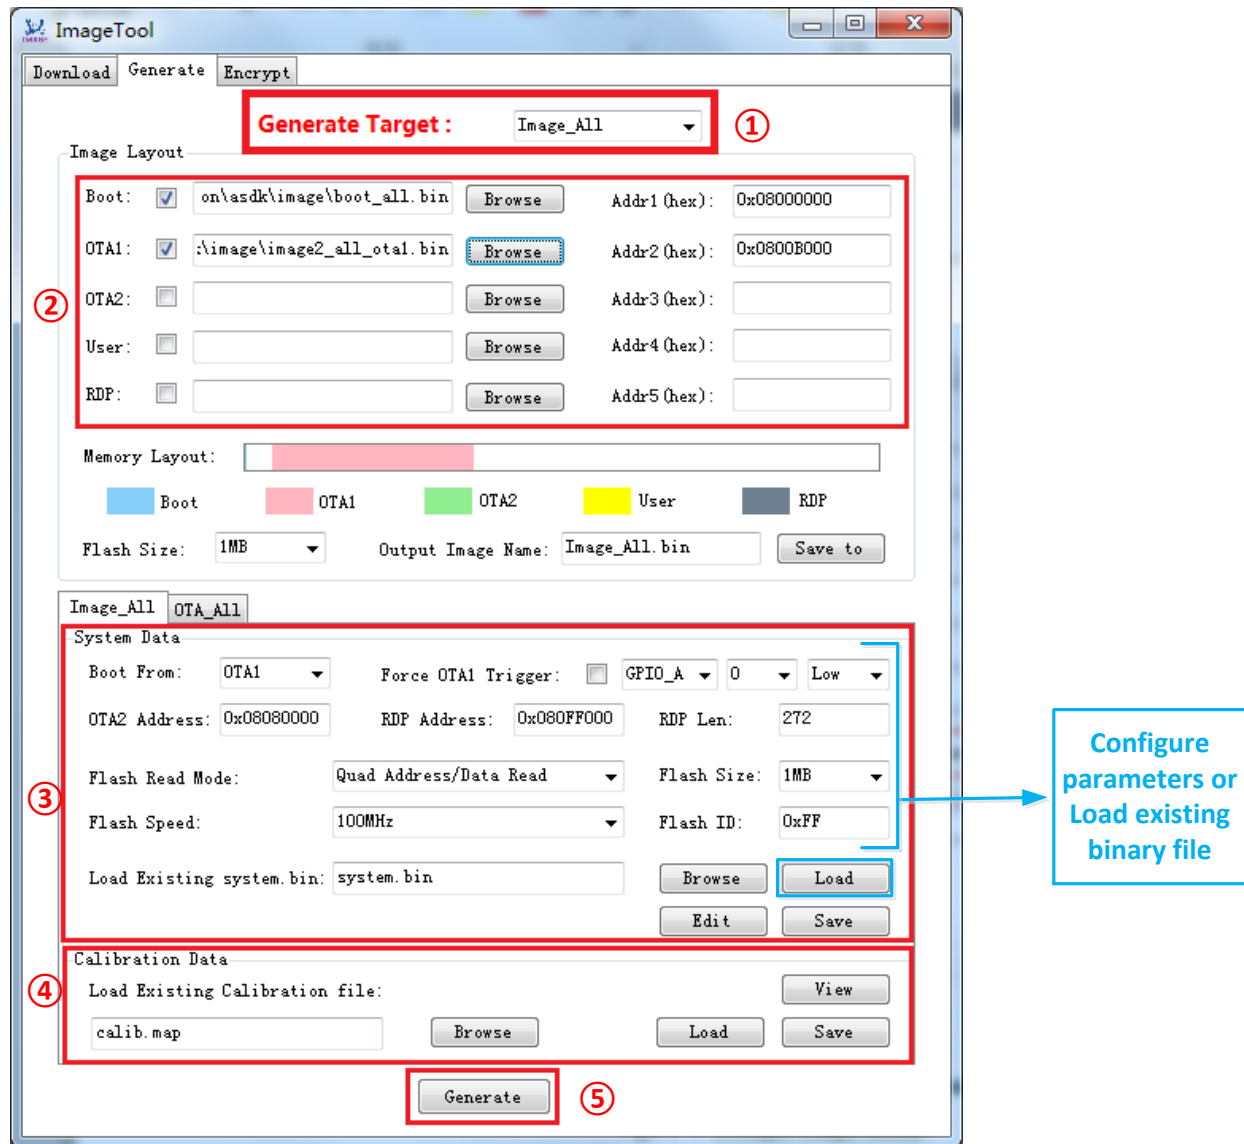 ImageTool
Download Generate Encrypt
Generate Target : Image_All ①
Image Layout
Boot: on\asdk\image\boot_all.bin Browse Addr1(hex): 0x08000000
OTA1: :\image\image2_all_ota1.bin Browse Addr2(hex): 0x0800B000
② OTA2: Browse Addr3(hex):
User: Browse Addr4(hex):
RDP: Browse Addr5(hex):
Memory Layout:
Boot OTA1 OTA2 User RDP
Flash Size: 1MB Output Image Name: Image_All.bin Save to
Image_All OTA_All
System Data
Boot From: OTA1 Force OTA1 Trigger: GPIO_A 0 Low
OTA2 Address: 0x08080000 RDP Address: 0x080FF000 RDP Len: 272
Flash Read Mode: Quad Address/Data Read Flash Size: 1MB
③
Flash Speed: 100MHz Flash ID: 0xFF
Load Existing system.bin: system.bin Browse Load
Edit Save
Configure
parameters or
Load existing
binary file
Calibration Data
④ Load Existing Calibration file: View
calib.map Browse Load Save
Generate ⑤